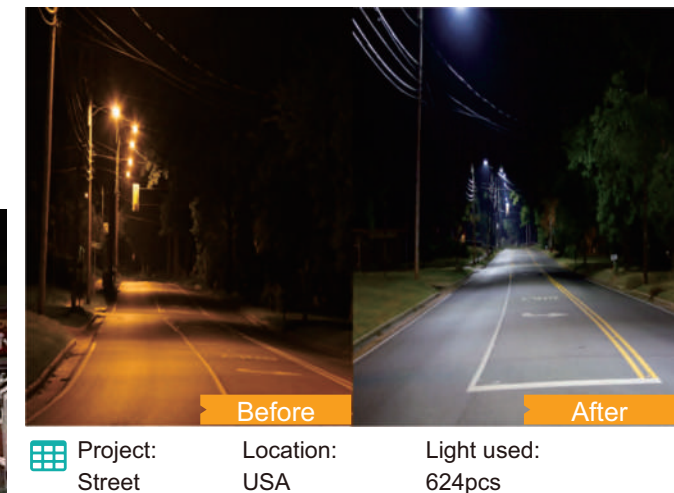 Before
After
Project:
Location:
Light used:
Street
USA
624pcs